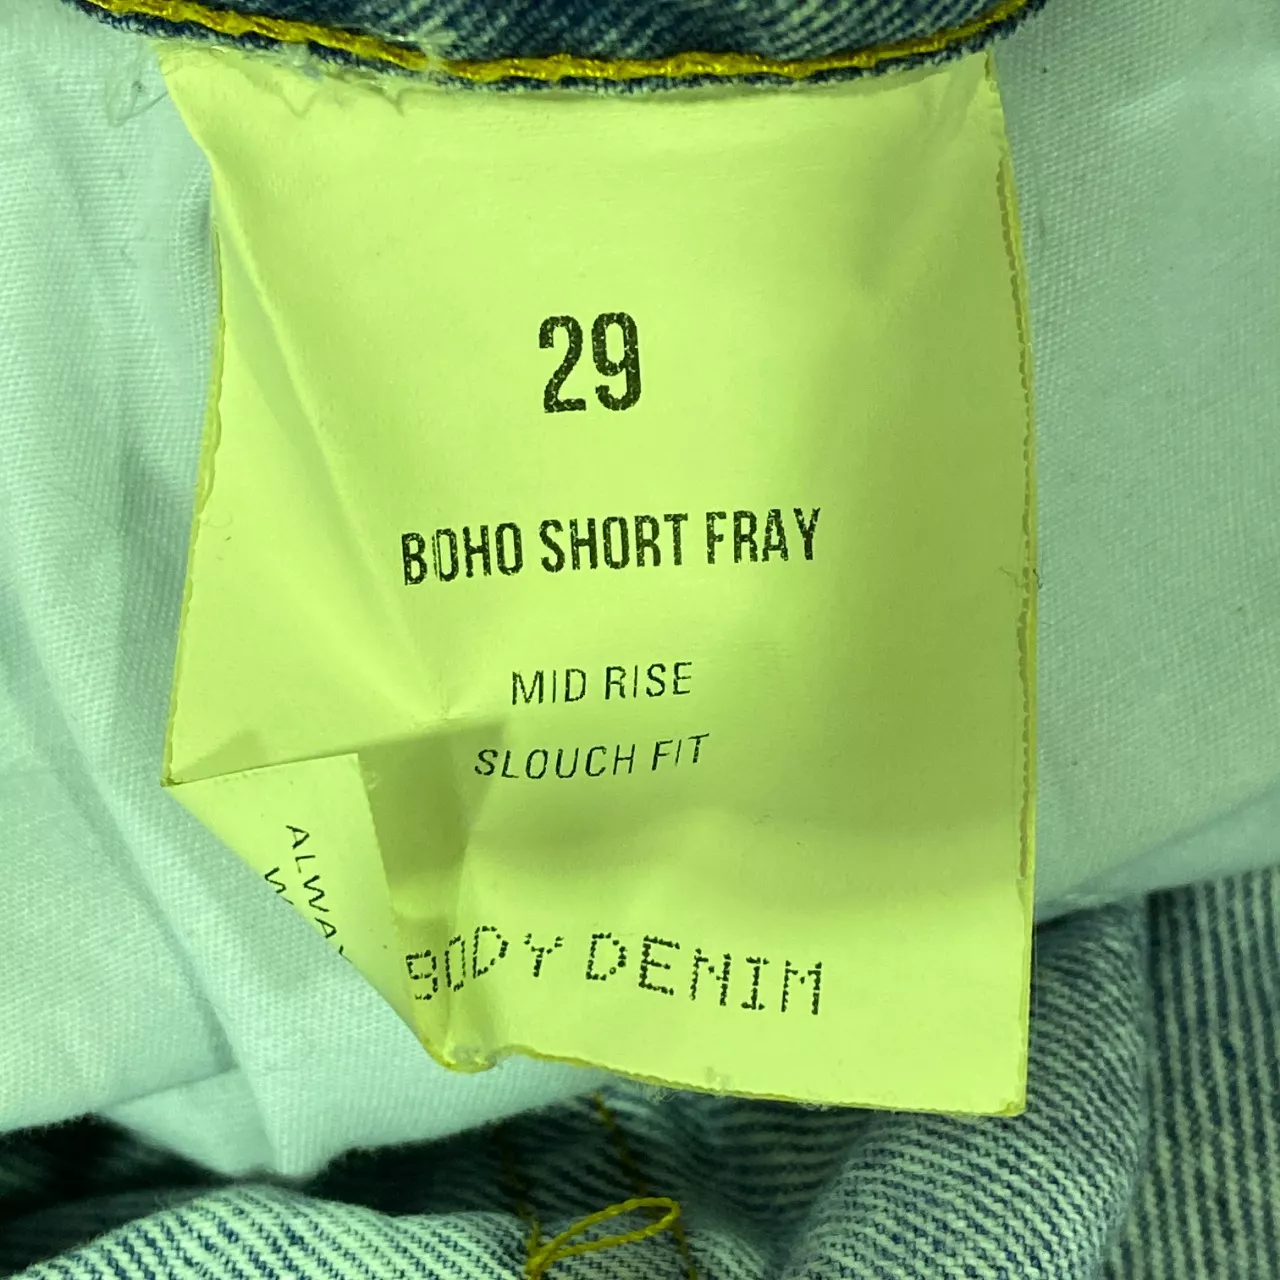 29
BOHO SHORT FRAY
MID RISE
SLOUCH FIT
BODY DENIM